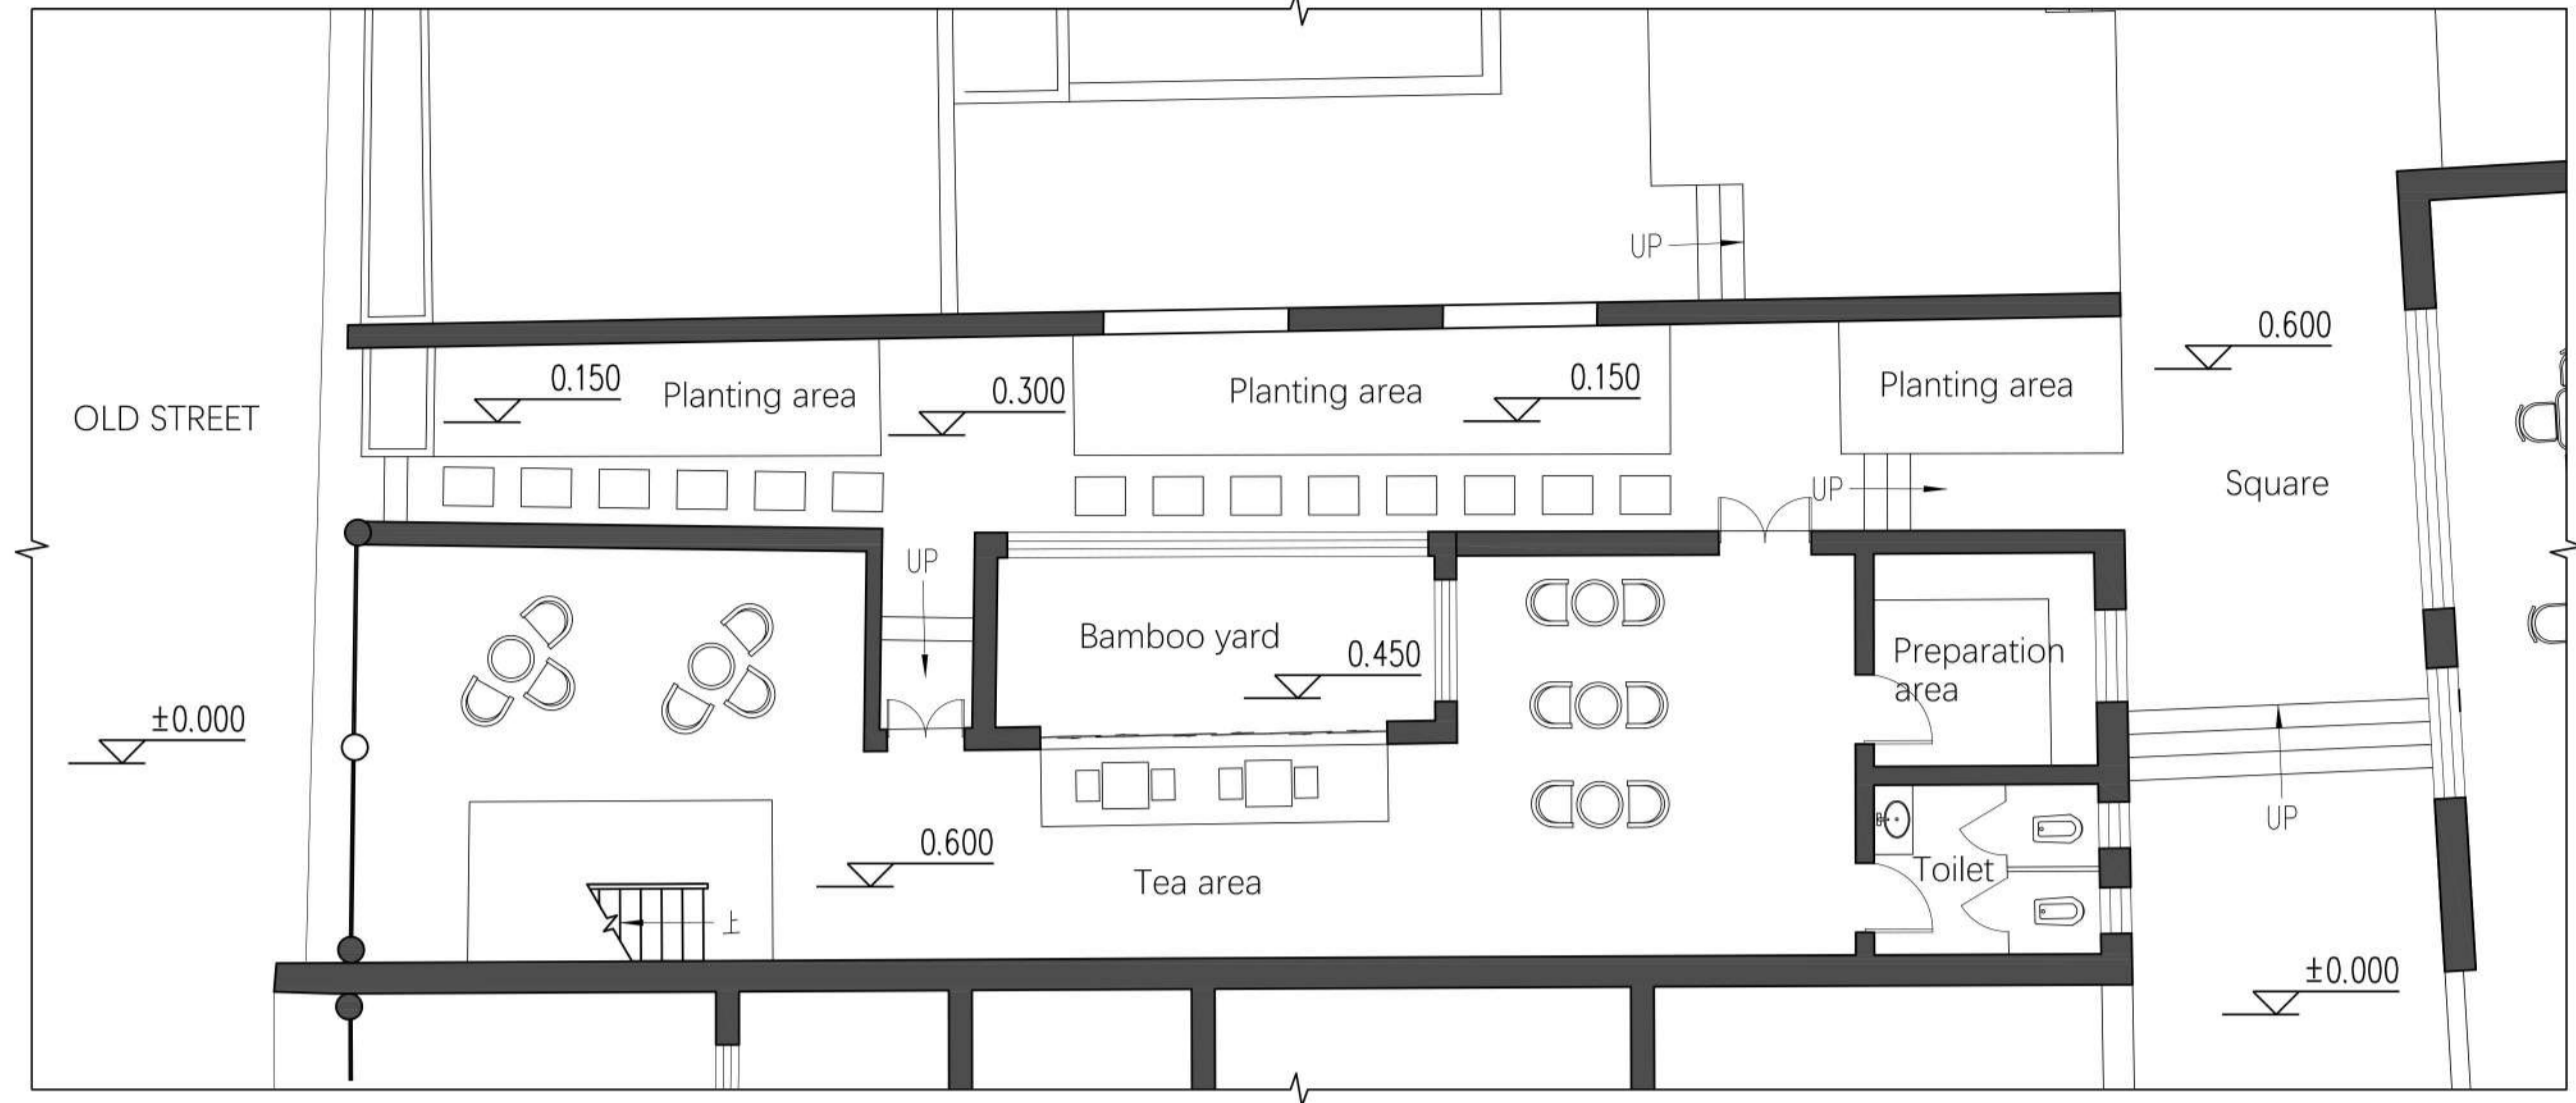 UP
0.600
0.150
Planting area
0.300
Planting area
0.150
Planting area
OLD STREET
UP
Square
UP
Bamboo yard
0.450
Preparation
area
±0.000
UP
0.600
Tea area
Toilet
上
±0.000